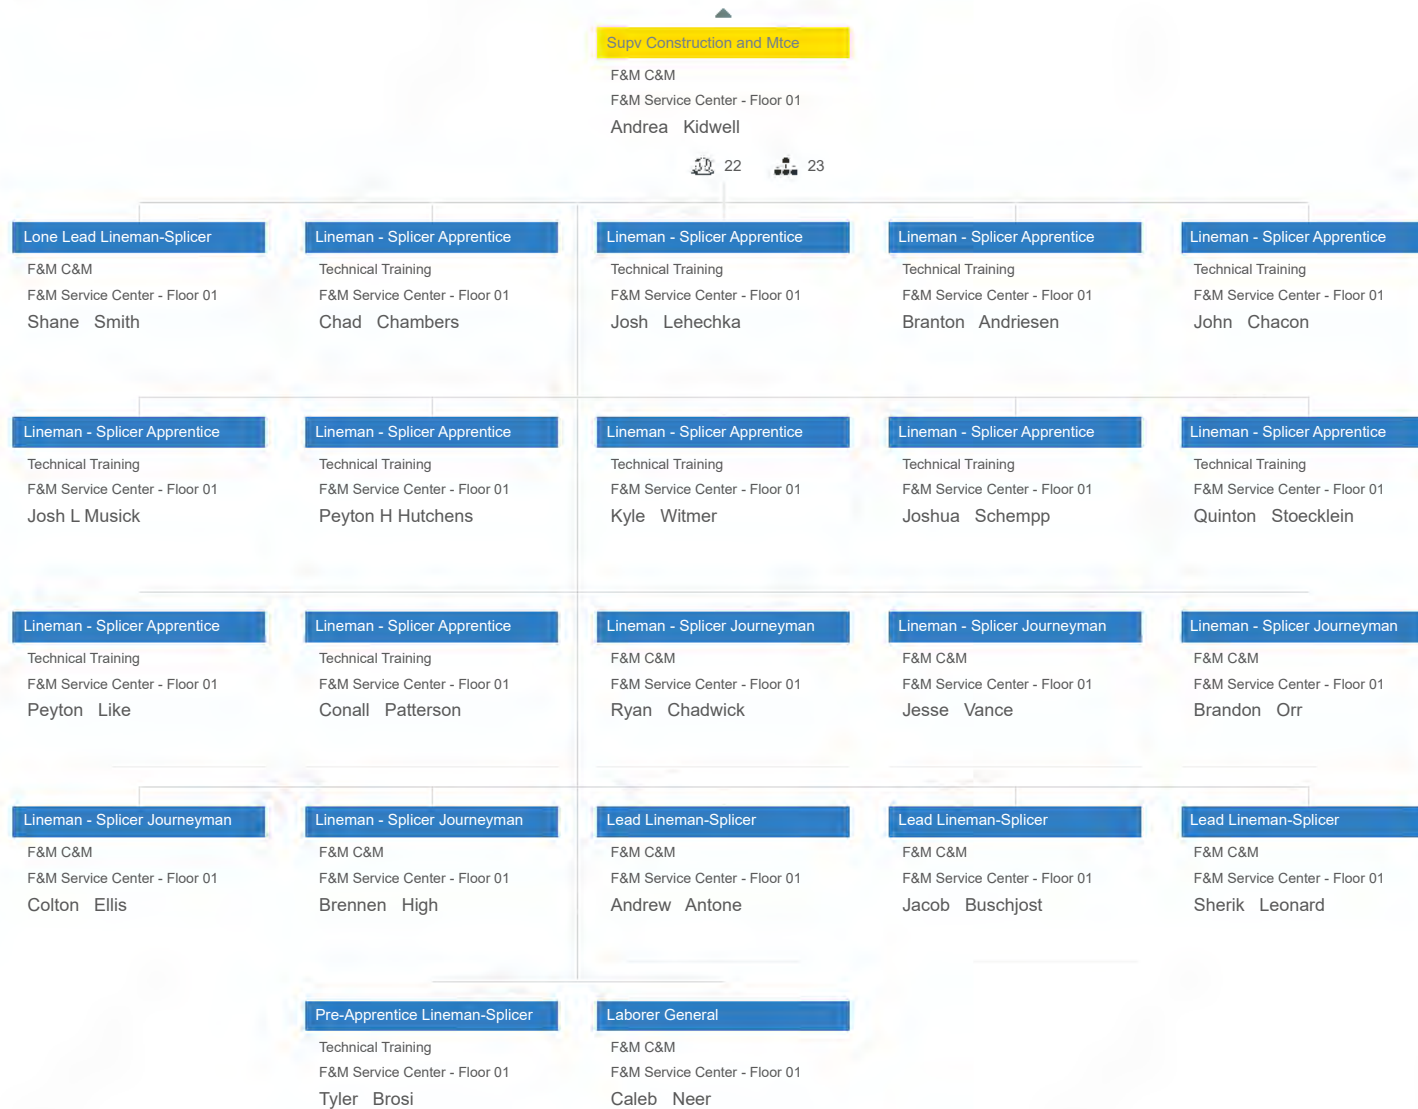 Supv Construction and Mtce
F&M C&M
F&M Service Center - Floor 01
Andrea Kidwell
22 23
Lone Lead Lineman-Splicer
F&M C&M
F&M Service Center - Floor 01
Shane Smith
Lineman - Splicer Apprentice
Technical Training
F&M Service Center - Floor 01
Chad Chambers
Lineman - Splicer Apprentice
Technical Training
F&M Service Center - Floor 01
Josh Lehechka
Lineman - Splicer Apprentice
Technical Training
F&M Service Center - Floor 01
Branton Andriesen
Lineman - Splicer Apprentice
Technical Training
F&M Service Center - Floor 01
John Chacon
Lineman - Splicer Apprentice
Technical Training
F&M Service Center - Floor 01
Josh L Musick
Lineman - Splicer Apprentice
Technical Training
F&M Service Center - Floor 01
Peyton H Hutchens
Lineman - Splicer Apprentice
Technical Training
F&M Service Center - Floor 01
Kyle Witmer
Lineman - Splicer Apprentice
Technical Training
F&M Service Center - Floor 01
Joshua Schempp
Lineman - Splicer Apprentice
Technical Training
F&M Service Center - Floor 01
Quinton Stoecklein
Lineman - Splicer Apprentice
Technical Training
F&M Service Center - Floor 01
Peyton Like
Lineman - Splicer Apprentice
Technical Training
F&M Service Center - Floor 01
Conall Patterson
Lineman - Splicer Journeyman
F&M C&M
F&M Service Center - Floor 01
Ryan Chadwick
Lineman - Splicer Journeyman
F&M C&M
F&M Service Center - Floor 01
Jesse Vance
Lineman - Splicer Journeyman
F&M C&M
F&M Service Center - Floor 01
Brandon Orr
Lineman - Splicer Journeyman
F&M C&M
F&M Service Center - Floor 01
Colton Ellis
Lineman - Splicer Journeyman
F&M C&M
F&M Service Center - Floor 01
Brennen High
Lead Lineman-Splicer
F&M C&M
F&M Service Center - Floor 01
Andrew Antone
Lead Lineman-Splicer
F&M C&M
F&M Service Center - Floor 01
Jacob Buschjost
Lead Lineman-Splicer
F&M C&M
F&M Service Center - Floor 01
Sherik Leonard
Pre-Apprentice Lineman-Splicer
Technical Training
F&M Service Center - Floor 01
Tyler Brosi
Laborer General
F&M C&M
F&M Service Center - Floor 01
Caleb Neer